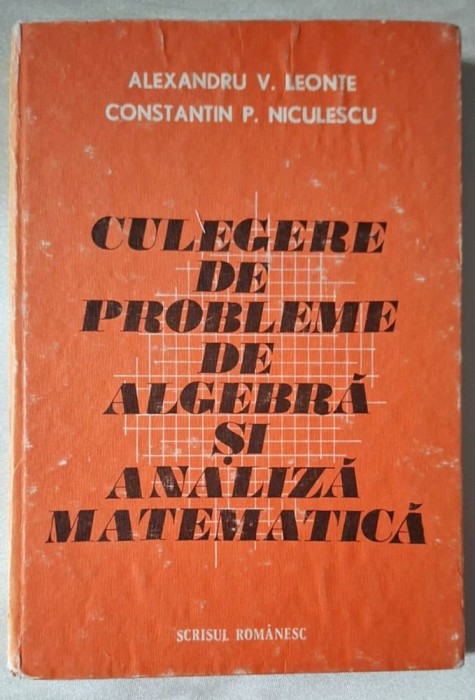 ALEXANDRU V. LEONTE
CONSTANTIN P. NICULESCU
CULEGERE
DE
PROBLEME
DE
ALGEBRĂ
ȘI
ANALIZĂ
MATEMATICĂ
SCRISUL ROMÂNESC